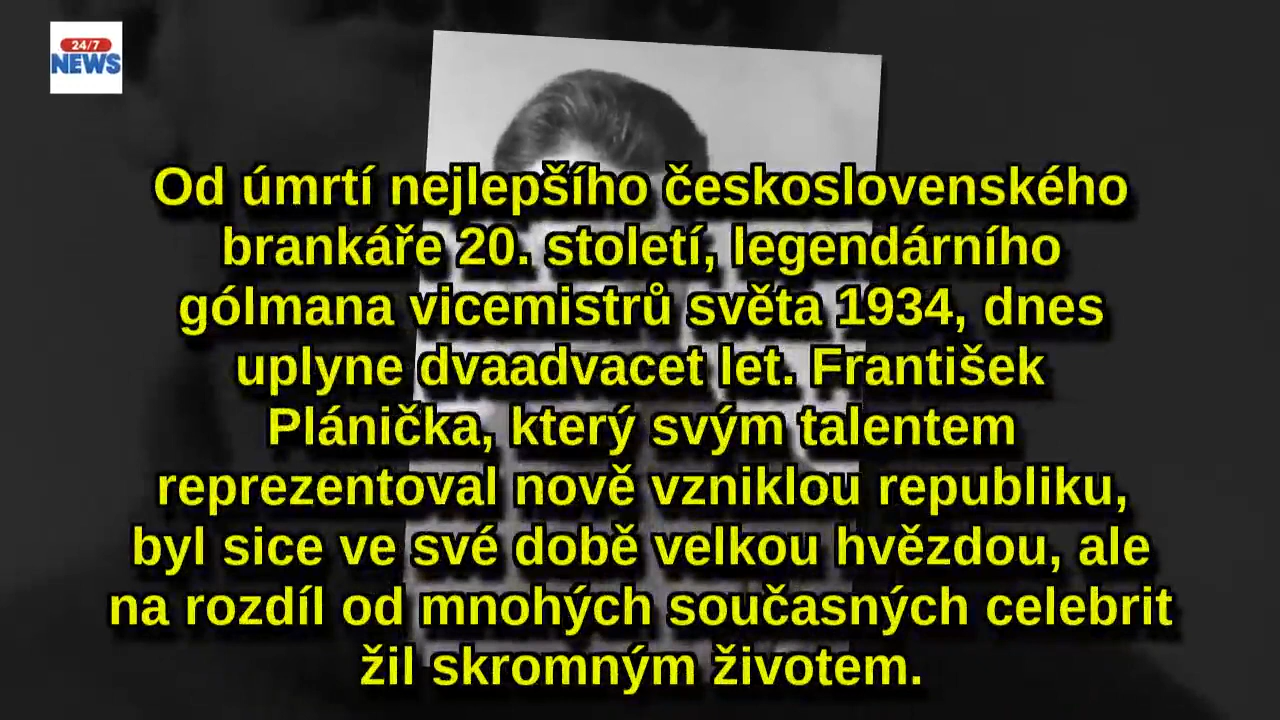 24/7
NEWS
Od úmrtí nejlepšího československého
brankáře 20. století, legendárního
gólmana vicemistrů světa 1934, dnes
uplyne dvaadvacet let. František
Plánička, který svým talentem
reprezentoval nově vzniklou republiku,
byl sice ve své době velkou hvězdou, ale
na rozdíl od mnohých současných celebrit
žil skromným životem.